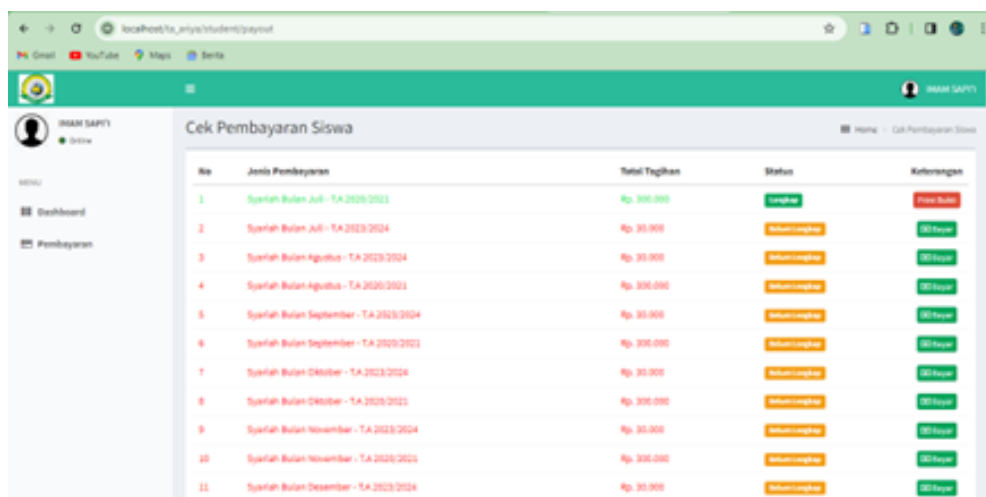 localhost/ta_ariya/student/payout
Gmail YouTube Maps Berita
IMAM SAPI'I
IMAM SAPI'I
Online
Cek Pembayaran Siswa
Home Cek Pembayaran Siswa
MENU
Dashboard
Pembayaran
No Jenis Pembayaran Total Tagihan Status Keterangan
1 Syariah Bulan Juli - T.A 2020/2021 Rp. 300.000 Lengkap Print Bukti
2 Syariah Bulan Juli - T.A 2023/2024 Rp. 30.000 Belum Lengkap Bayar
3 Syariah Bulan Agustus - T.A 2023/2024 Rp. 30.000 Belum Lengkap Bayar
4 Syariah Bulan Agustus - T.A 2020/2021 Rp. 300.000 Belum Lengkap Bayar
5 Syariah Bulan September - T.A 2023/2024 Rp. 30.000 Belum Lengkap Bayar
6 Syariah Bulan September - T.A 2020/2021 Rp. 300.000 Belum Lengkap Bayar
7 Syariah Bulan Oktober - T.A 2023/2024 Rp. 30.000 Belum Lengkap Bayar
8 Syariah Bulan Oktober - T.A 2020/2021 Rp. 300.000 Belum Lengkap Bayar
9 Syariah Bulan November - T.A 2023/2024 Rp. 30.000 Belum Lengkap Bayar
10 Syariah Bulan November - T.A 2020/2021 Rp. 300.000 Belum Lengkap Bayar
11 Syariah Bulan Desember - T.A 2023/2024 Rp. 30.000 Belum Lengkap Bayar